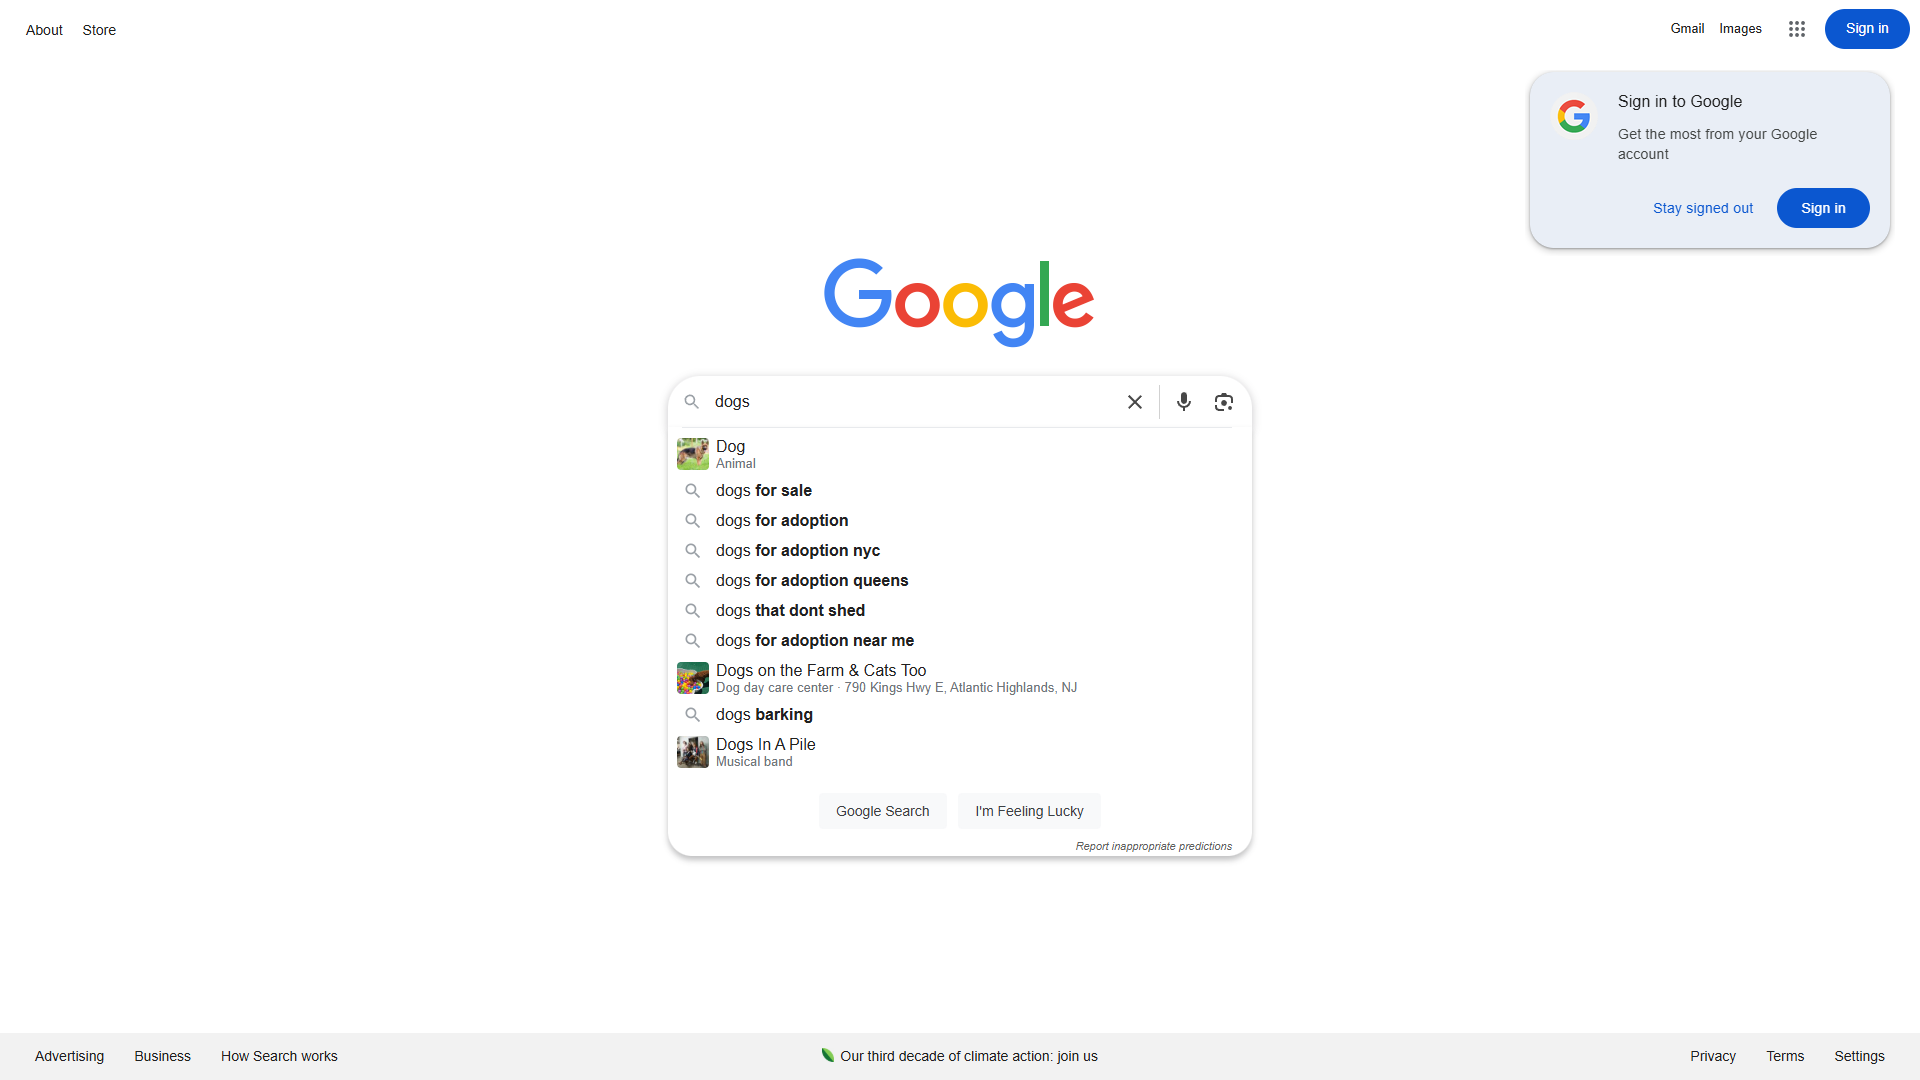 About Store
Gmail Images Sign in
Sign in to Google
Get the most from your Google
account
Stay signed out Sign in
Google
dogs
Dog
Animal
dogs for sale
dogs for adoption
dogs for adoption nyc
dogs for adoption queens
dogs that dont shed
dogs for adoption near me
Dogs on the Farm & Cats Too
Dog day care center · 790 Kings Hwy E, Atlantic Highlands, NJ
dogs barking
Dogs In A Pile
Musical band
Google Search I'm Feeling Lucky
Report inappropriate predictions
Advertising Business How Search works Our third decade of climate action: join us Privacy Terms Settings